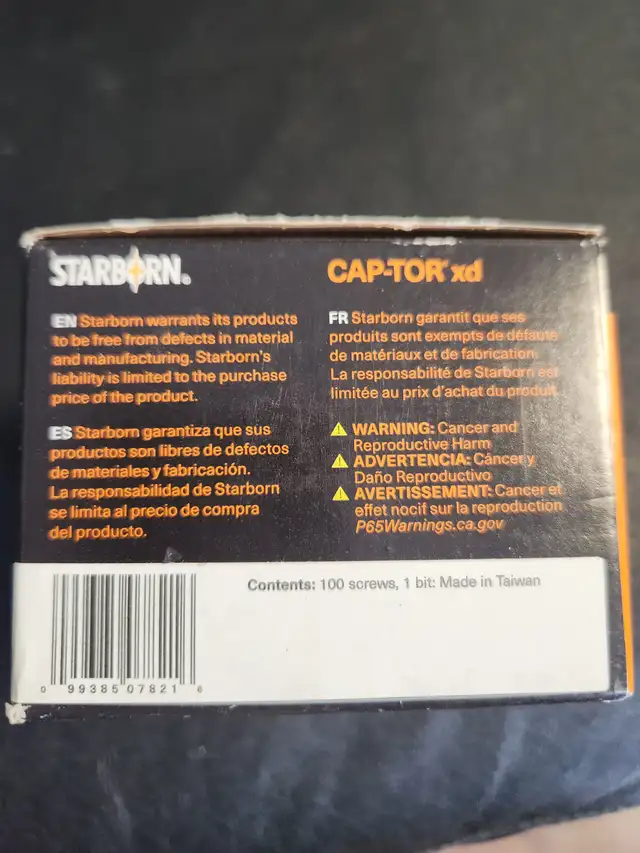 STARBORN®
EN Starborn warrants its products
to be free from defects in material
and manufacturing. Starborn's
liability is limited to the purchase
price of the product.
ES Starborn garantiza que sus
productos son libres de defectos
de materiales y fabricación.
La responsabilidad de Starborn
se limita al precio de compra
del producto.
CAP-TOR® xd
FR Starborn garantit que ses
produits sont exempts de défauts
de matériaux et de fabrication.
La responsabilité de Starborn est
limitée au prix d'achat du produit.
WARNING: Cancer and
Reproductive Harm
ADVERTENCIA: Cáncer y
Daño Reproductivo
AVERTISSEMENT: Cancer et
effet nocif sur la reproduction
P65Warnings.ca.gov
Contents: 100 screws, 1 bit: Made in Taiwan
0 99385 07821 6